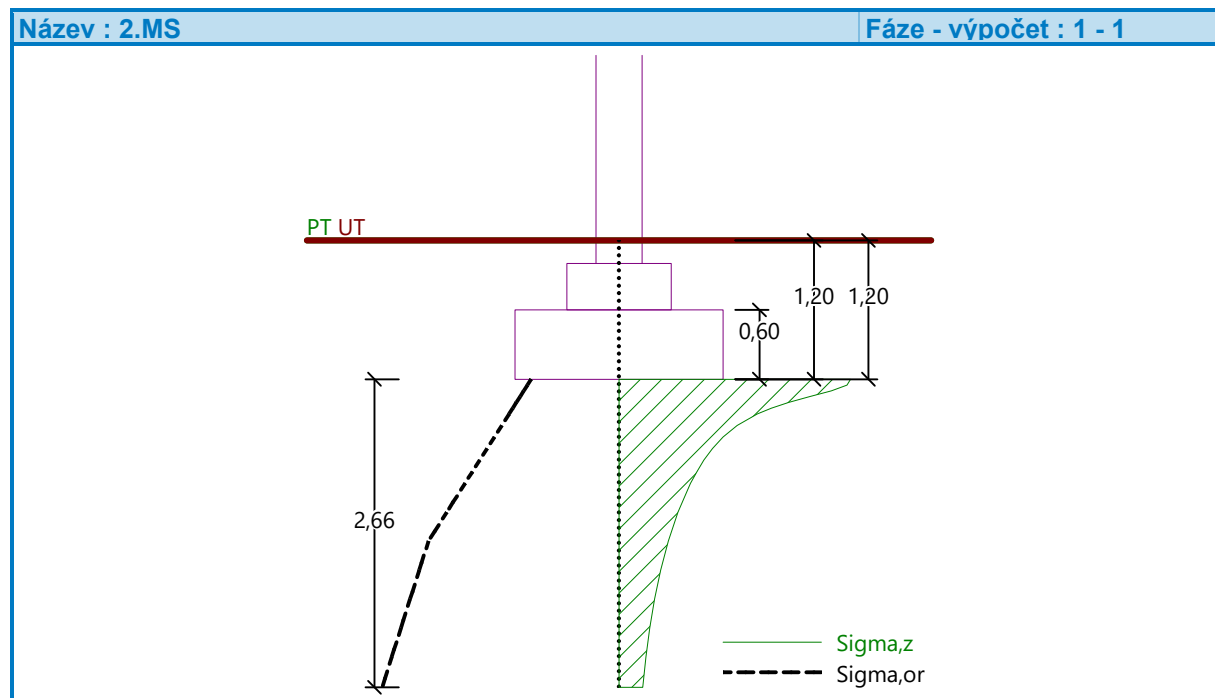 Název : 2.MS
Fáze - výpočet : 1 - 1
PT UT
1,20 1,20
0,60
2,66
Sigma,z
Sigma,or